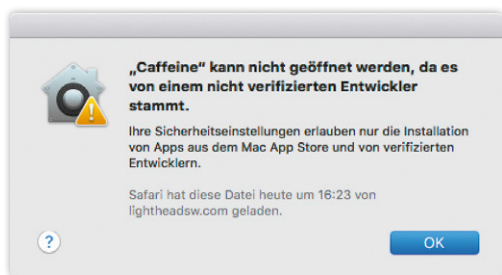 „Caffeine“ kann nicht geöffnet werden, da es
von einem nicht verifizierten Entwickler
stammt.
Ihre Sicherheitseinstellungen erlauben nur die Installation
von Apps aus dem Mac App Store und von verifizierten
Entwicklern.
Safari hat diese Datei heute um 16:23 von
lightheadsw.com geladen.
?
OK